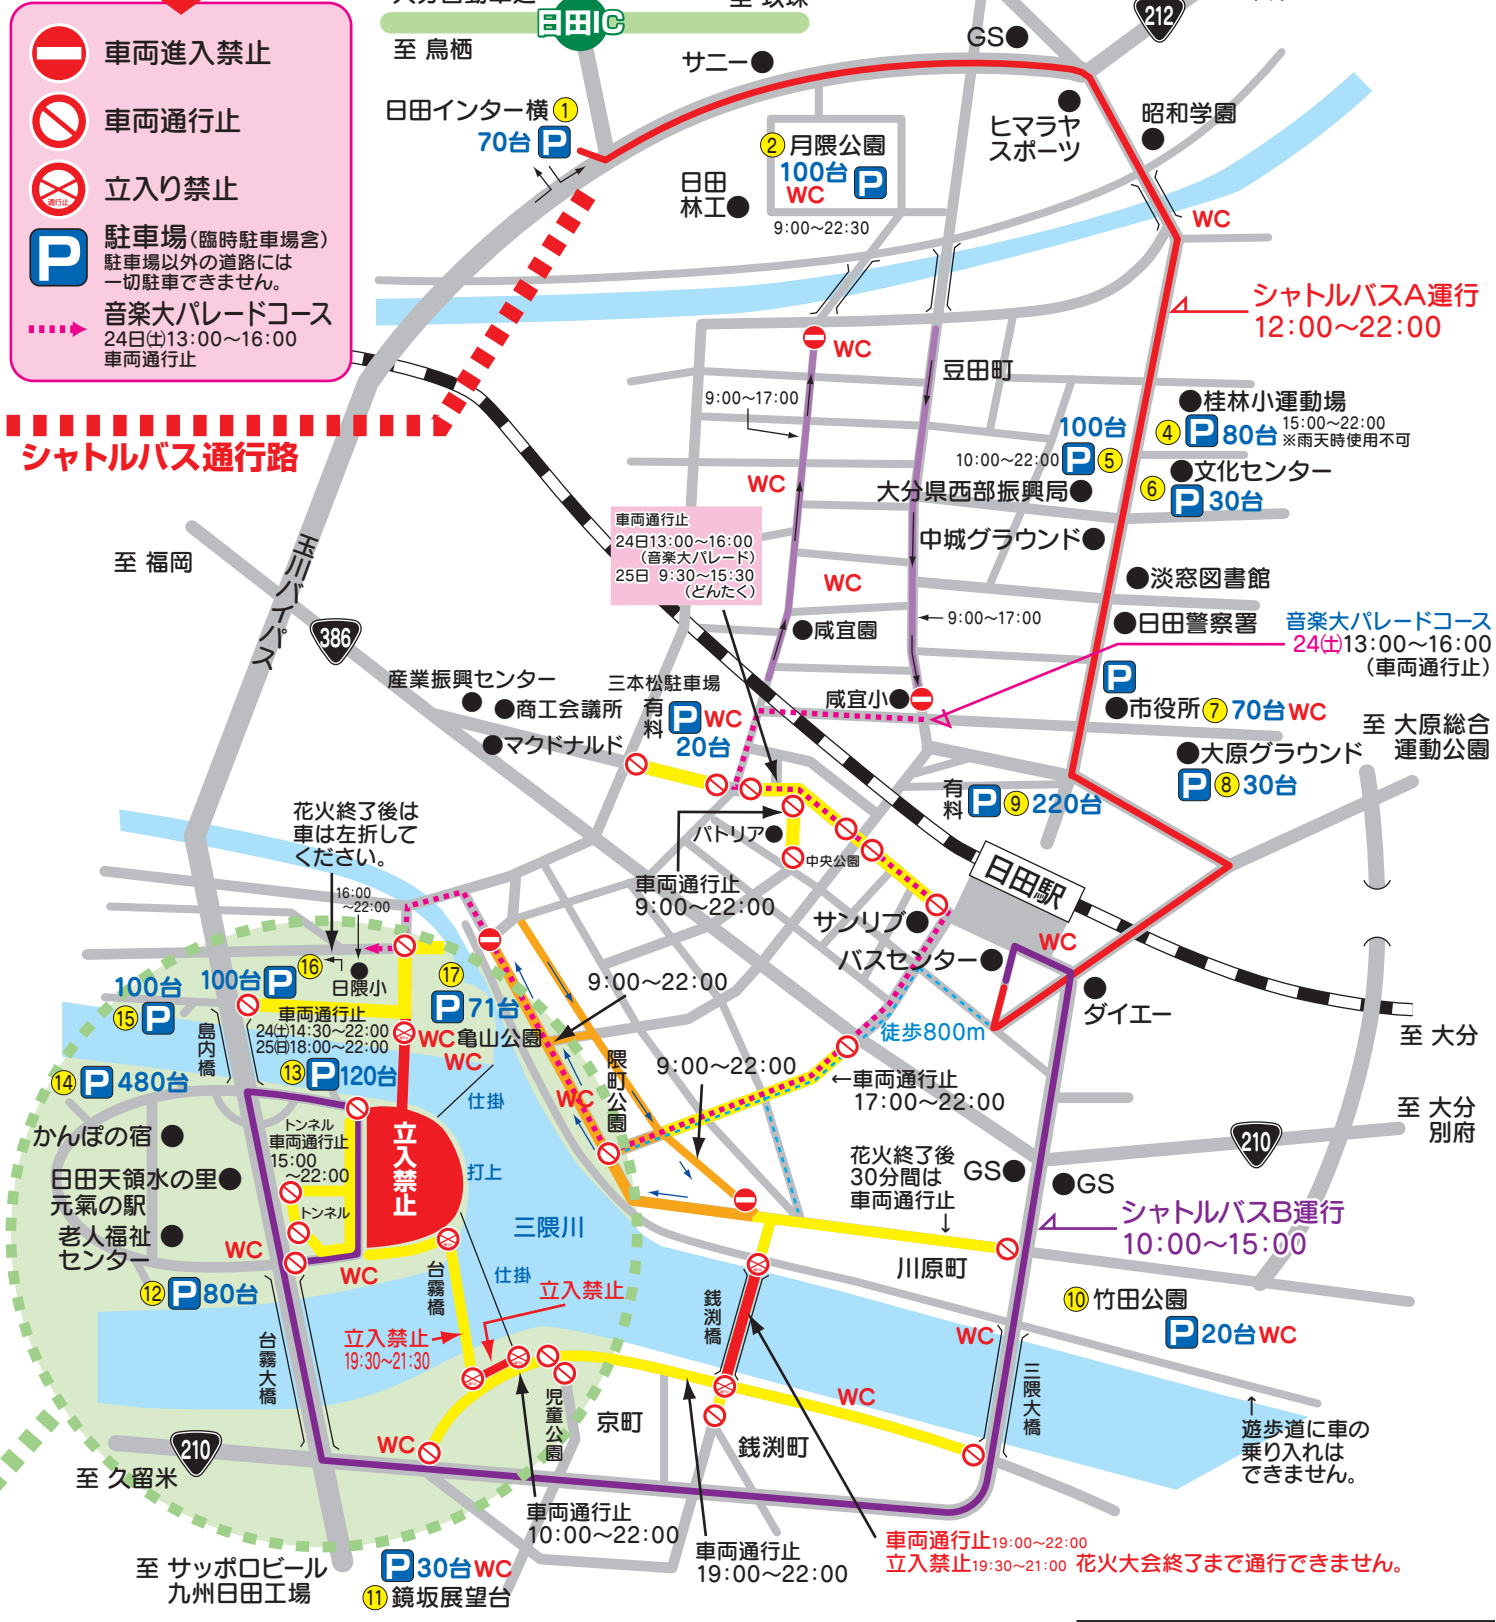 車両進入禁止
車両通行止
通行止
立入り禁止
P
駐車場(臨時駐車場含)
駐車場以外の道路には
一切駐車できません。
音楽大パレードコース
24日㈯13:00〜16:00
車両通行止
シャトルバス通行路
日田IC
至 鳥栖
サニー
GS
212
日田インター横 ①
70台 P
② 月隈公園
100台 P
WC
9:00〜22:30
日田
林工
ヒマラヤ
スポーツ
昭和学園
WC
シャトルバスA運行
12:00〜22:00
WC
豆田町
9:00〜17:00
桂林小運動場
④ P 80台 15:00〜22:00
※雨天時使用不可
100台
10:00〜22:00 P ⑤
文化センター
⑥ P 30台
WC
大分県西部振興局
車両通行止
24日13:00〜16:00
(音楽大パレード)
25日 9:30〜15:30
(どんたく)
中城グラウンド
至 福岡
玉川バイパス
386
WC
淡窓図書館
9:00〜17:00
咸宜園
日田警察署
音楽大パレードコース
24㈯13:00〜16:00
(車両通行止)
産業振興センター
商工会議所
マクドナルド
三本松駐車場
有料 P WC
20台
咸宜小
P
市役所 ⑦ 70台 WC
至 大原総合
運動公園
大原グラウンド
P ⑧ 30台
有料 P ⑨ 220台
花火終了後は
車は左折して
ください。
16:00
〜22:00
パトリア
中央公園
車両通行止
9:00〜22:00
日田駅
サンリブ
バスセンター
WC
ダイエー
至 大分
100台
⑮ P
100台 P ⑯
日隈小
⑰
P 71台
車両通行止
24㈯14:30〜22:00
25㈰18:00〜22:00
WC 亀山公園
WC
9:00〜22:00
徒歩800m
島内橋
⑬ P 120台
⑭ P 480台
隈町公園
WC
9:00〜22:00
←車両通行止
17:00〜22:00
至 大分
別府
210
かんぽの宿
日田天領水の里
元氣の駅
老人福祉
センター
トンネル
車両通行止
15:00
〜22:00
トンネル
立入禁止
仕掛
打上
三隈川
仕掛
花火終了後
30分間は
車両通行止
↓
GS
GS
シャトルバスB運行
10:00〜15:00
WC
WC
⑫ P 80台
台霧橋
立入禁止
立入禁止
19:30〜21:30
川原町
銭渕橋
⑩ 竹田公園
P 20台 WC
WC
台霧大橋
三隈大橋
WC
児童公園
京町
銭渕町
WC
210
至 久留米
↑
遊歩道に車の
乗り入れは
できません。
車両通行止
10:00〜22:00
車両通行止
19:00〜22:00
車両通行止19:00〜22:00
立入禁止19:30〜21:00 花火大会終了まで通行できません。
至 サッポロビール
九州日田工場
P 30台 WC
⑪ 鏡坂展望台